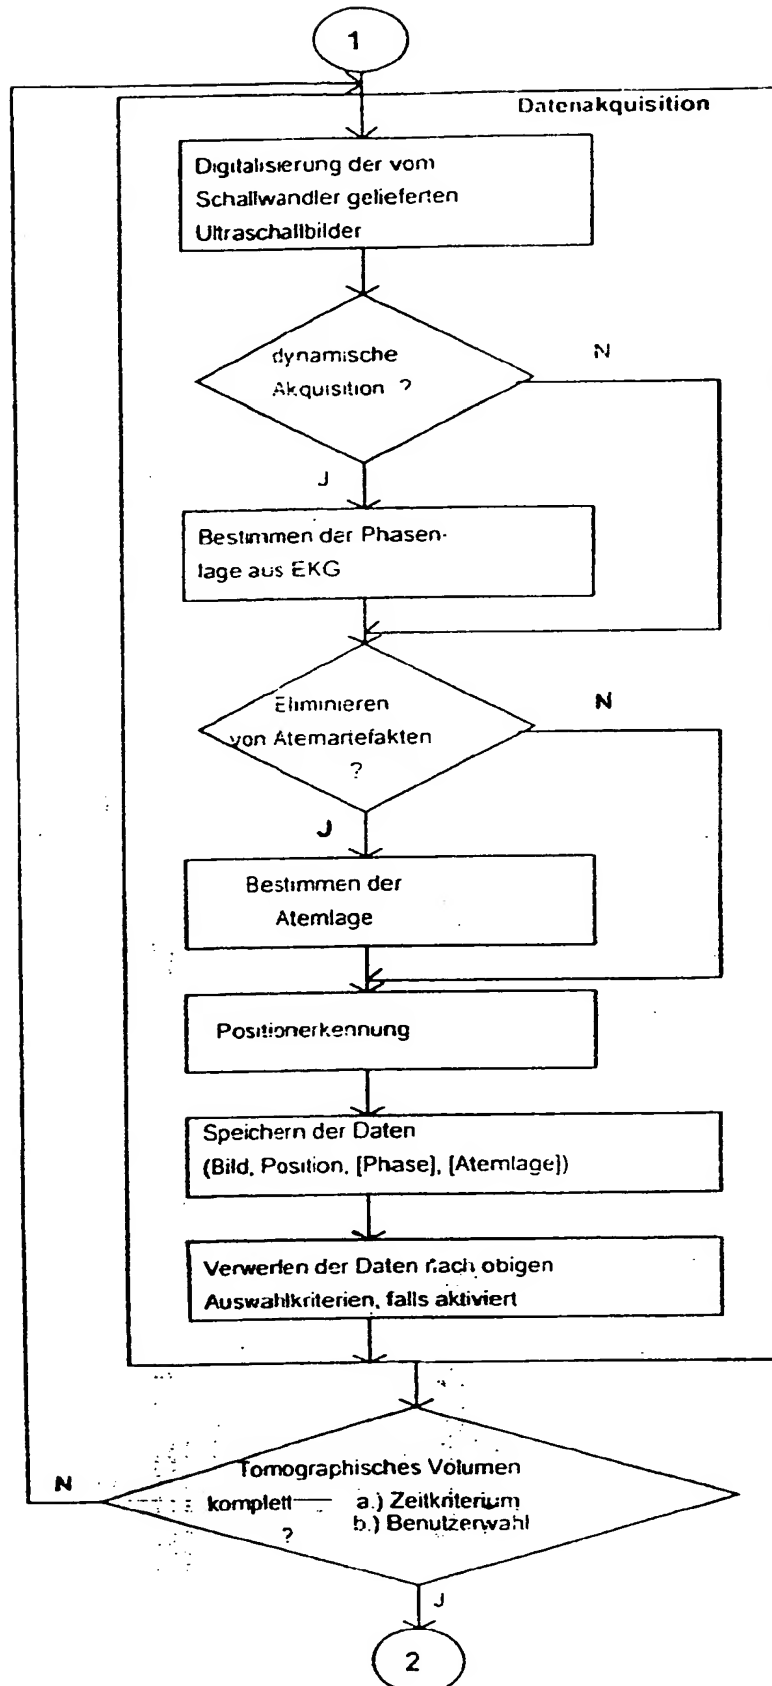 1
Datenakquisition
Digitalisierung der vom
Schallwandler gelieferten
Ultraschallbilder
dynamische
Akquisition ?
N
J
Bestimmen der Phasen-
lage aus EKG
Eliminieren
von Atemartefakten
?
N
J
Bestimmen der
Atemlage
Positionerkennung
Speichern der Daten
(Bild, Position, [Phase], [Atemlage])
Verwerfen der Daten nach obigen
Auswahlkriterien, falls aktiviert
Tomographisches Volumen
komplett a.) Zeitkriterium
? b.) Benutzerwahl
N
J
2